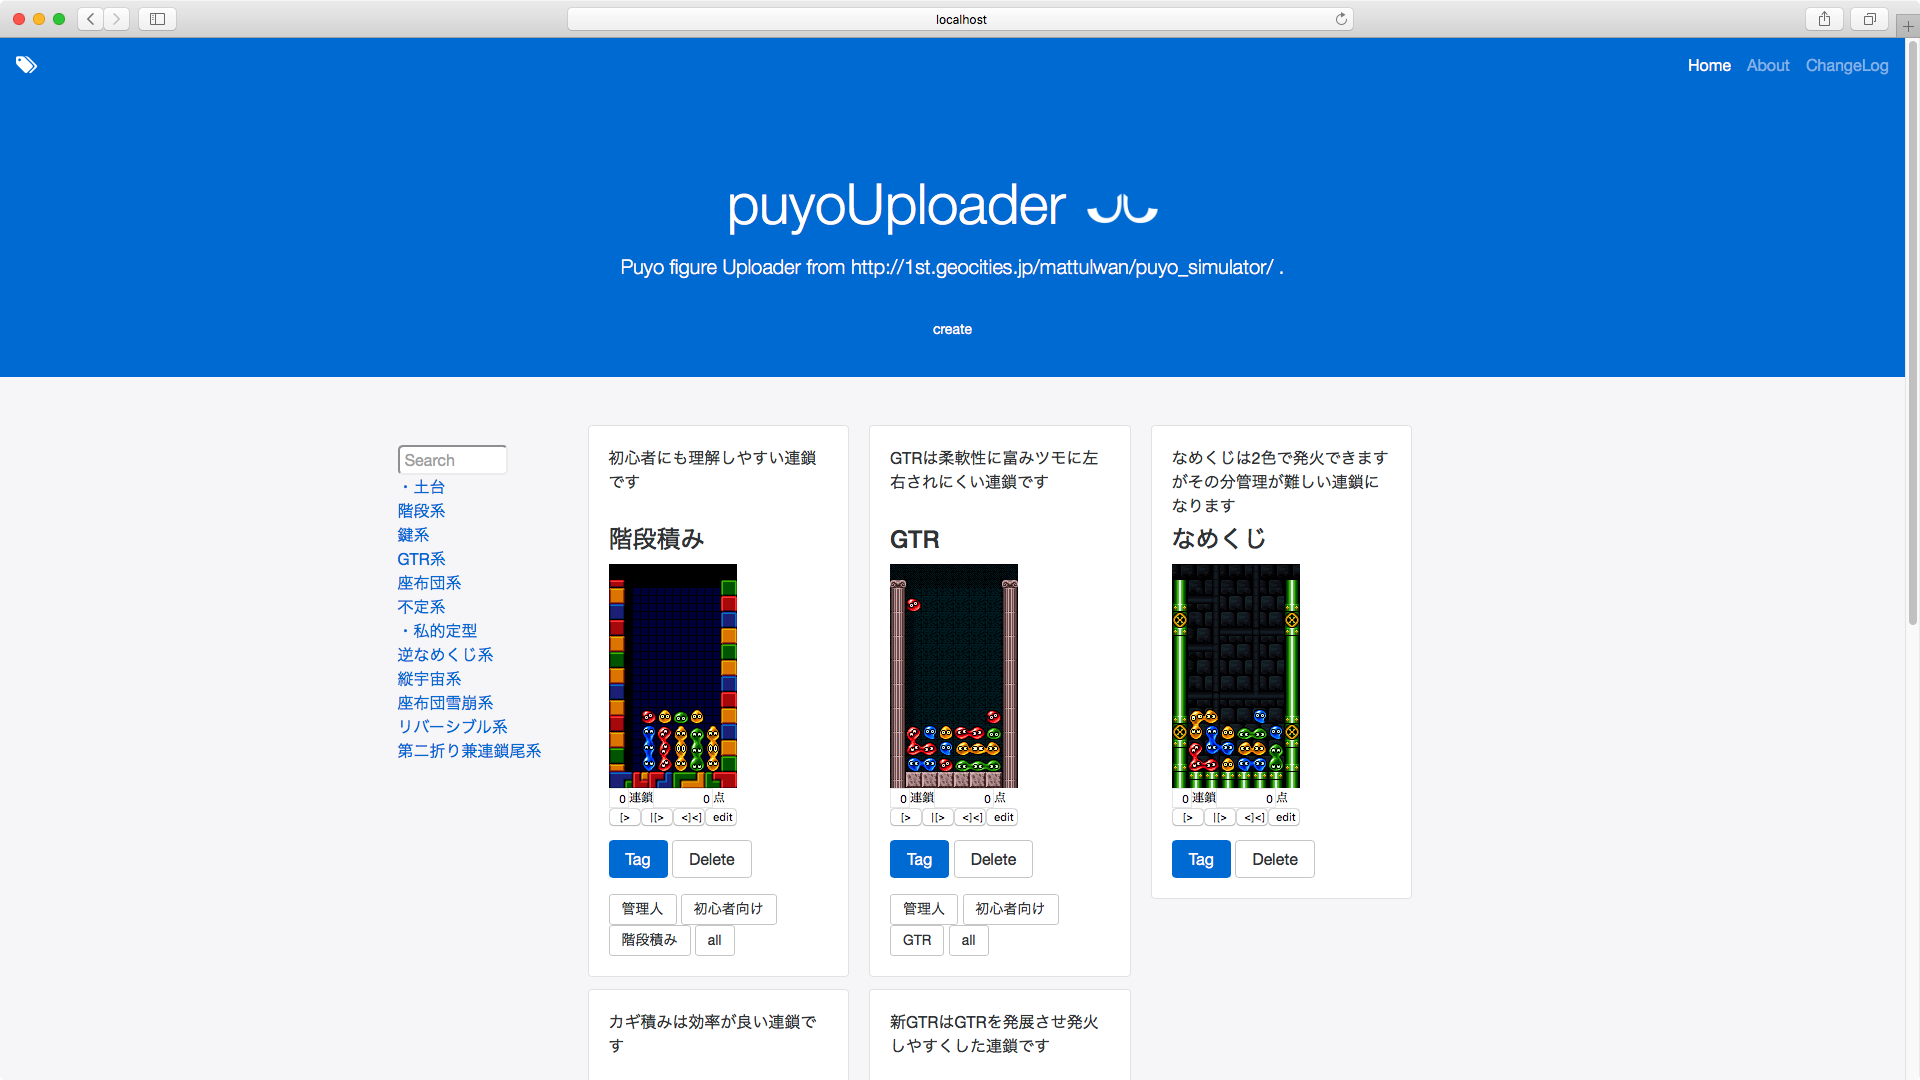 localhost
Home About ChangeLog
puyoUploader
Puyo figure Uploader from http://1st.geocities.jp/mattulwan/puyo_simulator/ .
create
Search
・土台
階段系
鍵系
GTR系
座布団系
不定系
・私的定型
逆なめくじ系
縦宇宙系
座布団雪崩系
リバーシブル系
第二折り兼連鎖尾系
初心者にも理解しやすい連鎖
です
階段積み
0 連鎖 0 点
[> |[> <]<] edit
Tag Delete
管理人 初心者向け
階段積み all
GTRは柔軟性に富みツモに左
右されにくい連鎖です
GTR
0 連鎖 0 点
[> |[> <]<] edit
Tag Delete
管理人 初心者向け
GTR all
なめくじは2色で発火できます
がその分管理が難しい連鎖に
なります
なめくじ
0 連鎖 0 点
[> |[> <]<] edit
Tag Delete
カギ積みは効率が良い連鎖で
す
新GTRはGTRを発展させ発火
しやすくした連鎖です